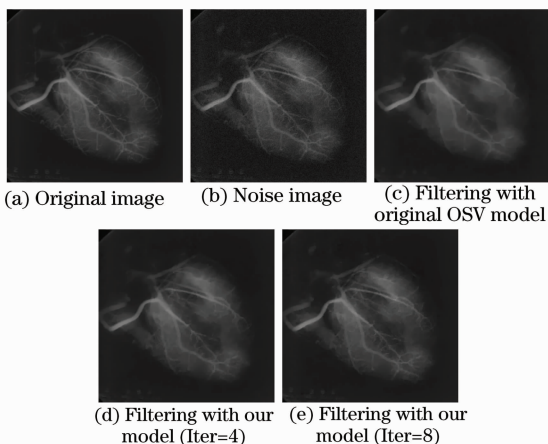 (a) Original image
(b) Noise image
(c) Filtering with
original OSV model
(d) Filtering with our
model (Iter=4)
(e) Filtering with our
model (Iter=8)